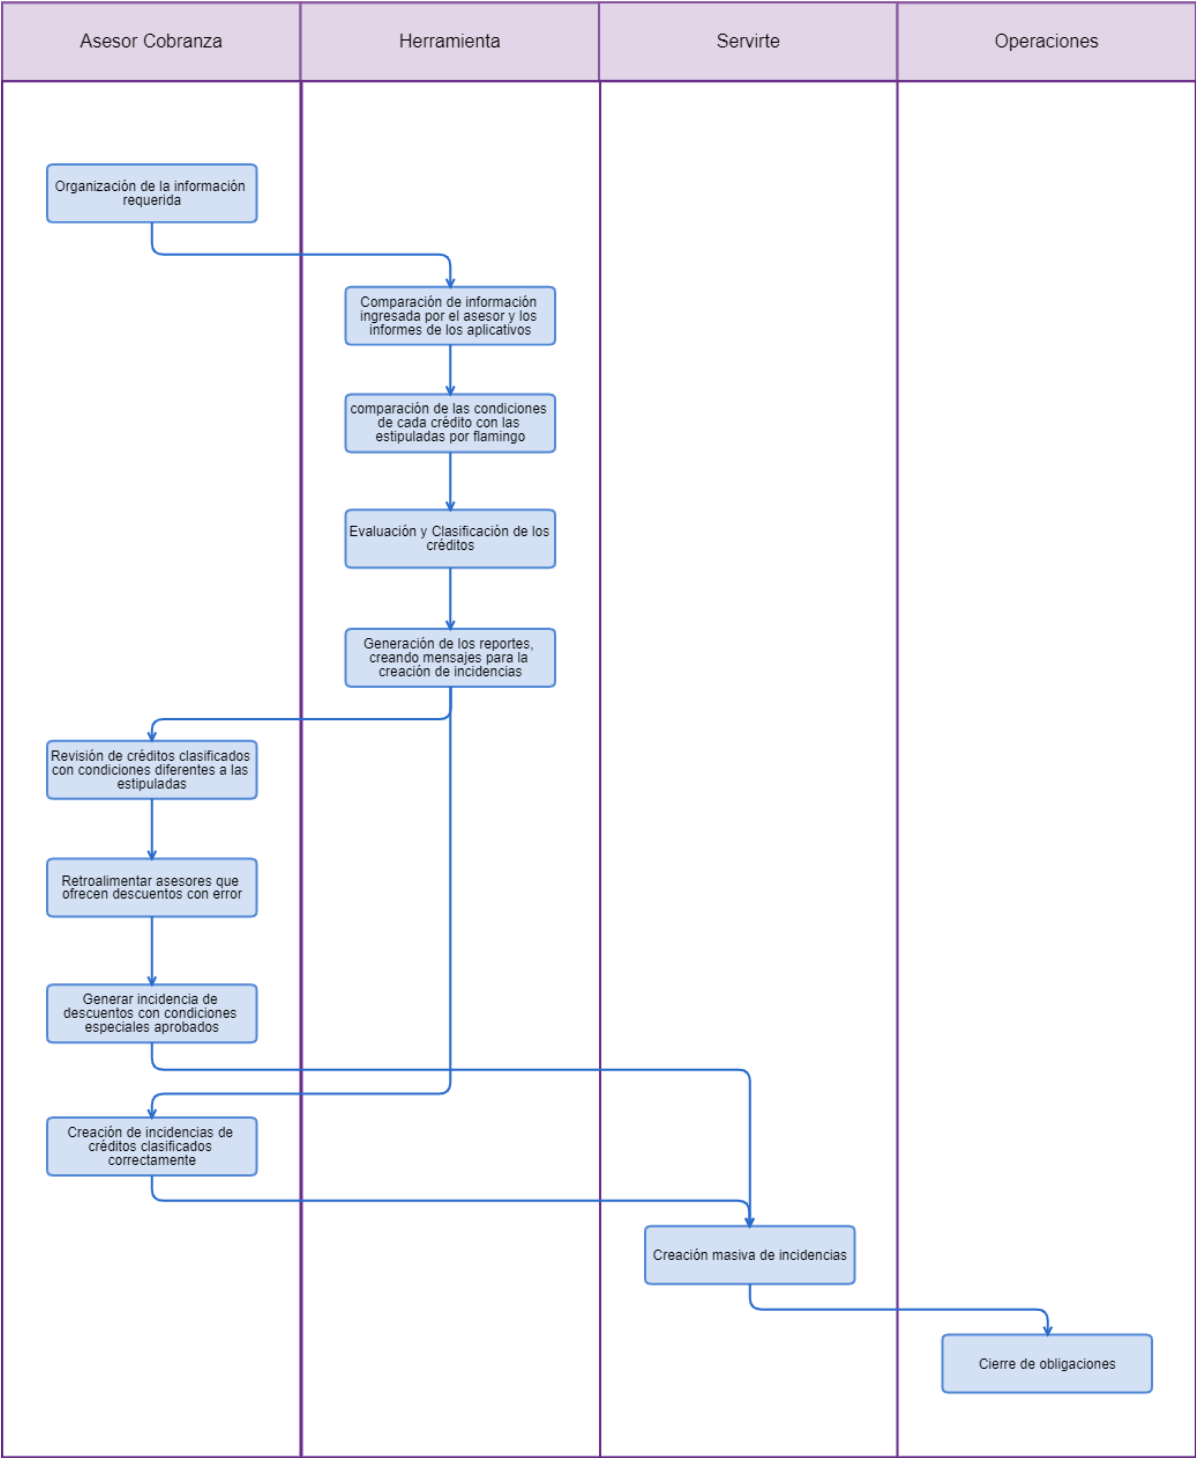 Asesor Cobranza
Herramienta
Servirte
Operaciones
Organización de la información
requerida
Comparación de información
ingresada por el asesor y los
informes de los aplicativos
comparación de las condiciones
de cada crédito con las
estipuladas por flamingo
Evaluación y Clasificación de los
créditos
Generación de los reportes,
creando mensajes para la
creación de incidencias
Revisión de créditos clasificados
con condiciones diferentes a las
estipuladas
Retroalimentar asesores que
ofrecen descuentos con error
Generar incidencia de
descuentos con condiciones
especiales aprobados
Creación de incidencias de
créditos clasificados
correctamente
Creación masiva de incidencias
Cierre de obligaciones